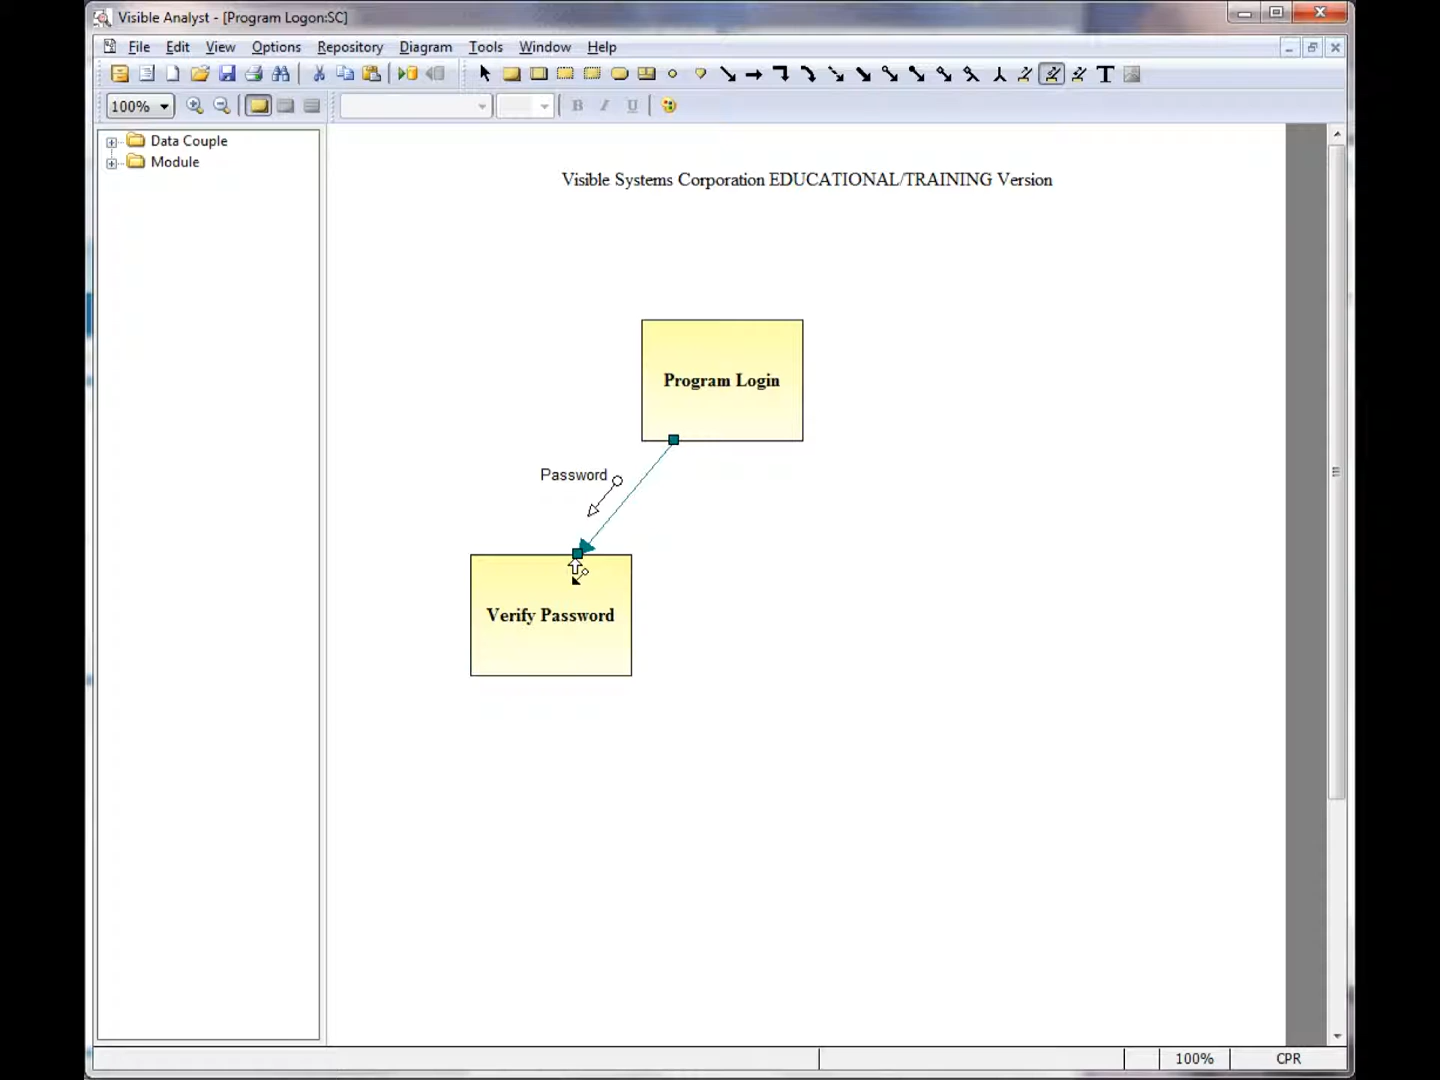 Visible Analyst - [Program Logon:SC]
File Edit View Options Repository Diagram Tools Window Help
T
100% B I U
Data Couple
Module
Visible Systems Corporation EDUCATIONAL/TRAINING Version
Program Login
Password
Verify Password
100% CPR